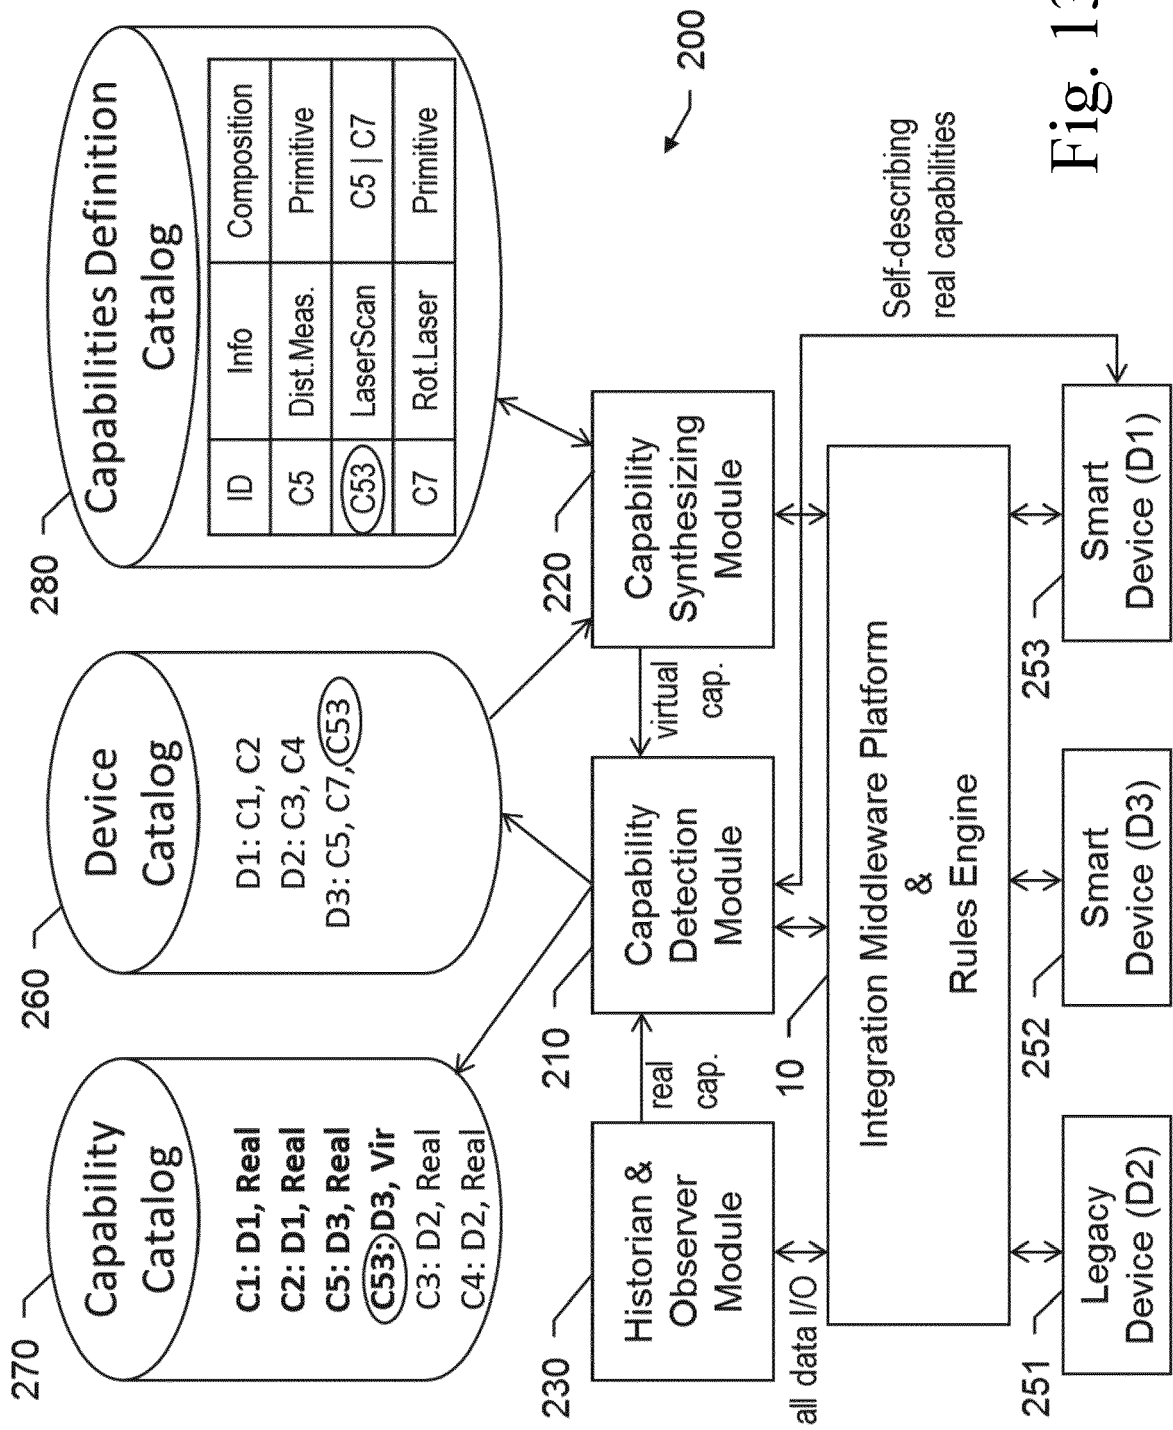 270
Capability
Catalog
C1: D1, Real
C2: D1, Real
C5: D3, Real
C53: D3, Vir
C3: D2, Real
C4: D2, Real
260
Device
Catalog
D1: C1, C2
D2: C3, C4
D3: C5, C7, C53
280
Capabilities Definition
Catalog
ID Info Composition
C5 Dist.Meas. Primitive
C53 LaserScan C5 | C7
C7 Rot.Laser Primitive
230
Historian &
Observer
Module
real
cap.
210
Capability
Detection
Module
virtual
cap.
220
Capability
Synthesizing
Module
200
all data I/O
10
Integration Middleware Platform
&
Rules Engine
Self-describing
real capabilities
251
Legacy
Device (D2)
252
Smart
Device (D3)
253
Smart
Device (D1)
Fig. 13